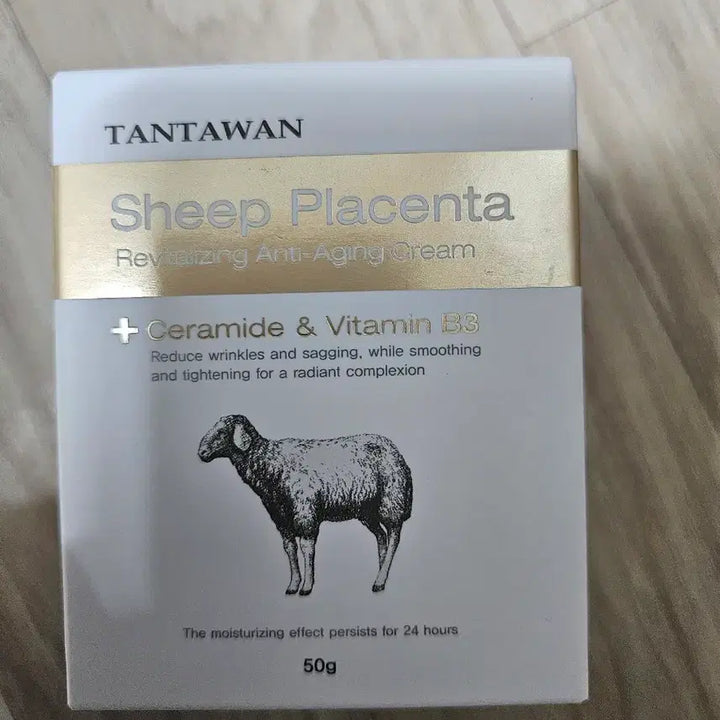 TANTAWAN
Sheep Placenta
Revitalizing Anti-Aging Cream
+ Ceramide & Vitamin B3
Reduce wrinkles and sagging, while smoothing
and tightening for a radiant complexion
The moisturizing effect persists for 24 hours
50g